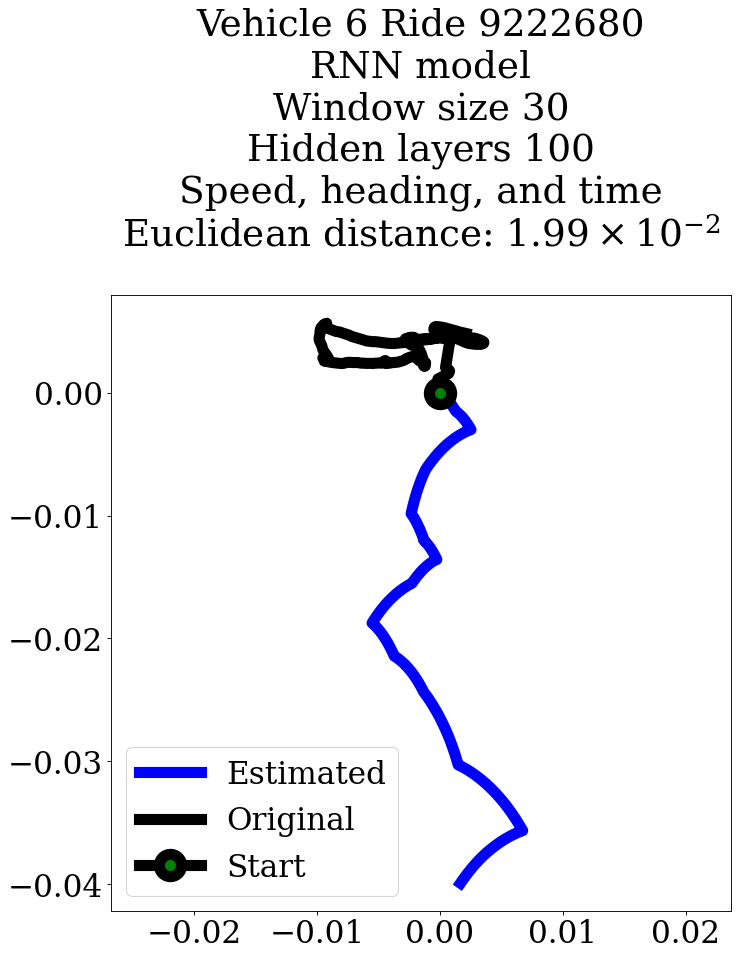 Vehicle 6 Ride 9222680
RNN model
Window size 30
Hidden layers 100
Speed, heading, and time
Euclidean distance: 1.99 × 10⁻²
0.00
−0.01
−0.02
−0.03
−0.04
Estimated
Original
Start
−0.02 −0.01 0.00 0.01 0.02